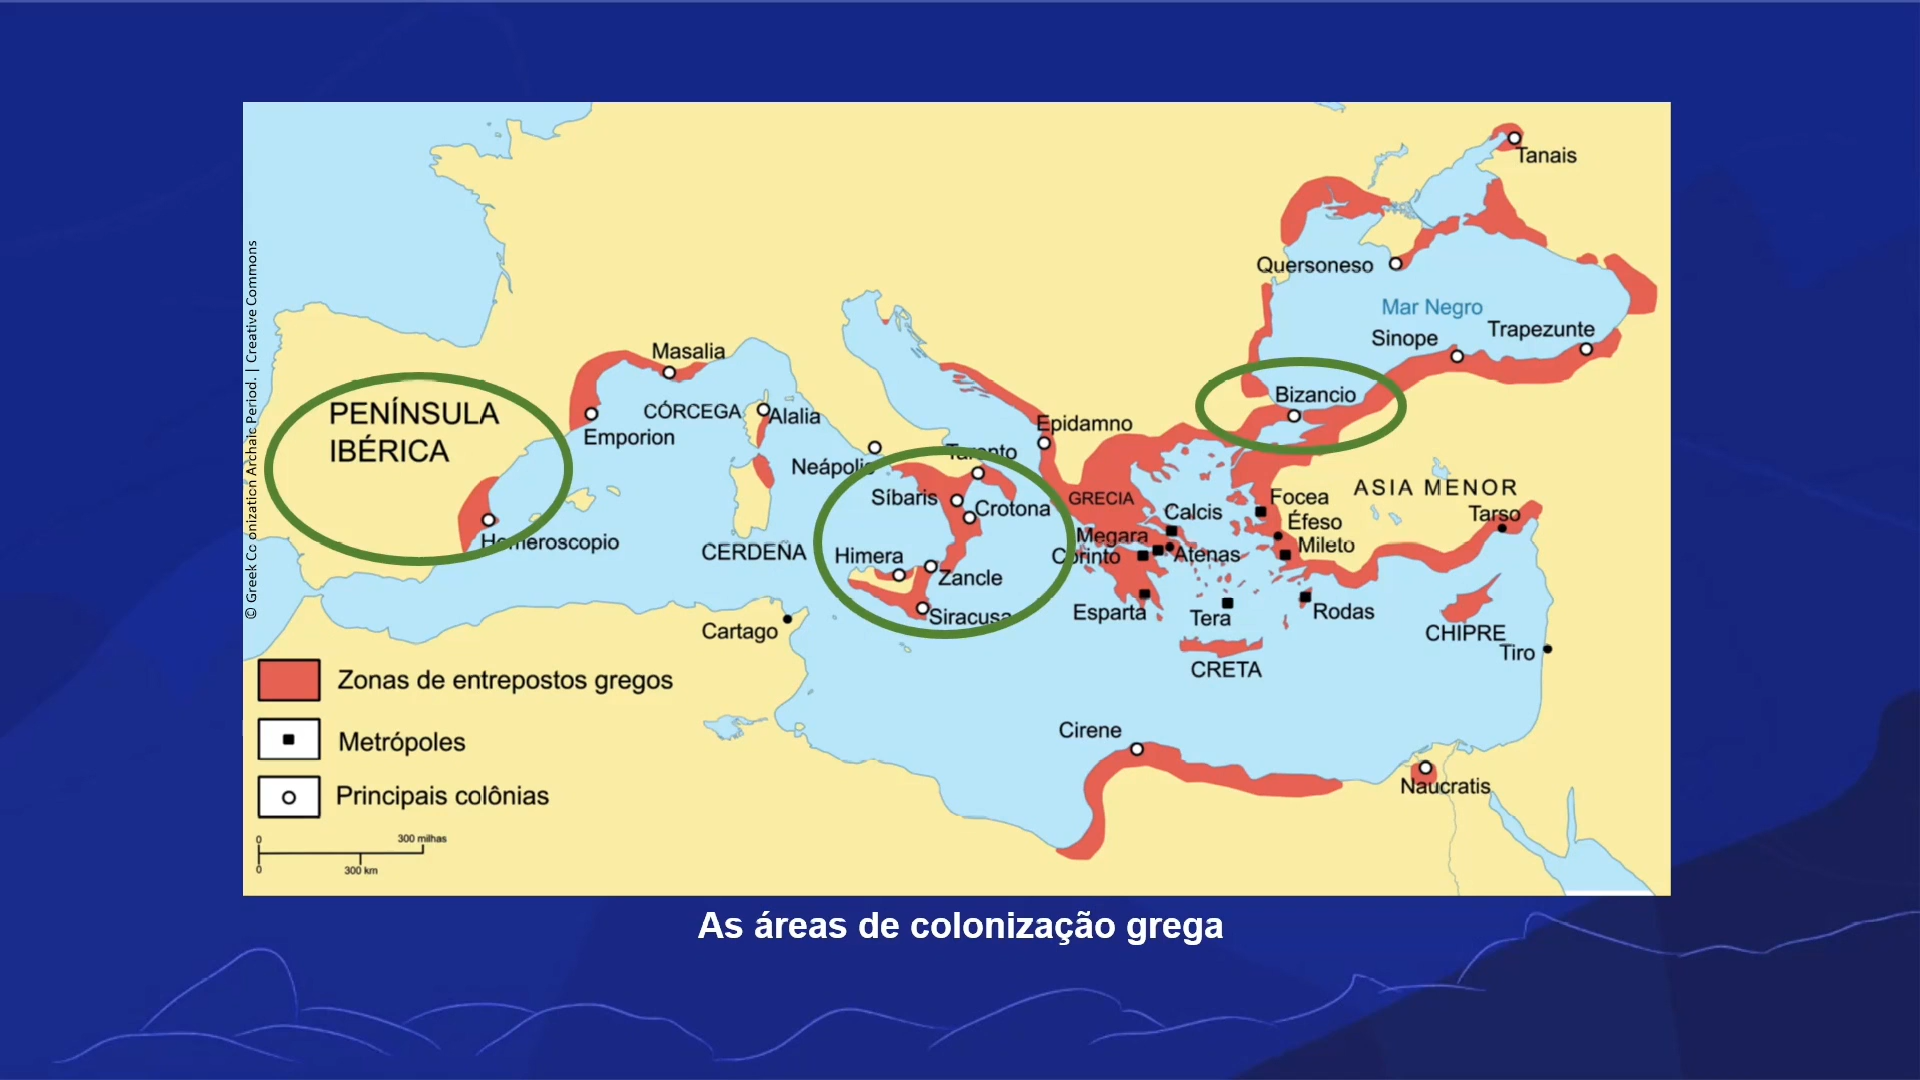 Tanais
Quersoneso
Mar Negro
Sinope
Trapezunte
Masalia
Bizancio
PENÍNSULA
IBÉRICA
CÓRCEGA
Alalia
Emporion
Epidamno
Neápolis
Taranto
Síbaris
Crotona
GRECIA
ASIA MENOR
Focea
Calcis
Tarso
Éfeso
Megara
Homeroscopio
CERDEÑA
Himera
Corinto
Atenas
Mileto
Zancle
Siracusa
Esparta
Tera
Rodas
Cartago
CHIPRE
Tiro
CRETA
Cirene
Naucratis
Zonas de entrepostos gregos
Metrópoles
Principais colônias
0
300 milhas
0
300 km
© Greek Colonization Archaic Period. | Creative Commons
As áreas de colonização grega